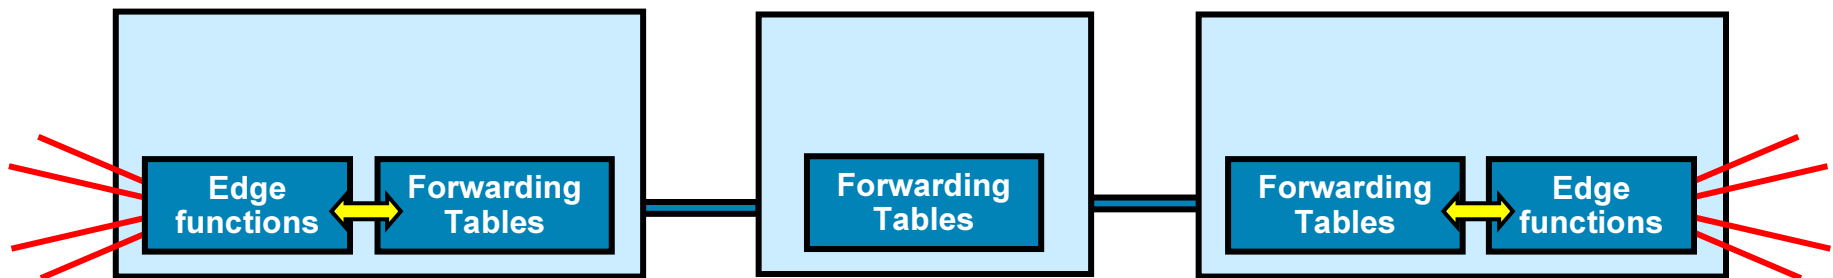 Edge
functions
Forwarding
Tables
Forwarding
Tables
Forwarding
Tables
Edge
functions